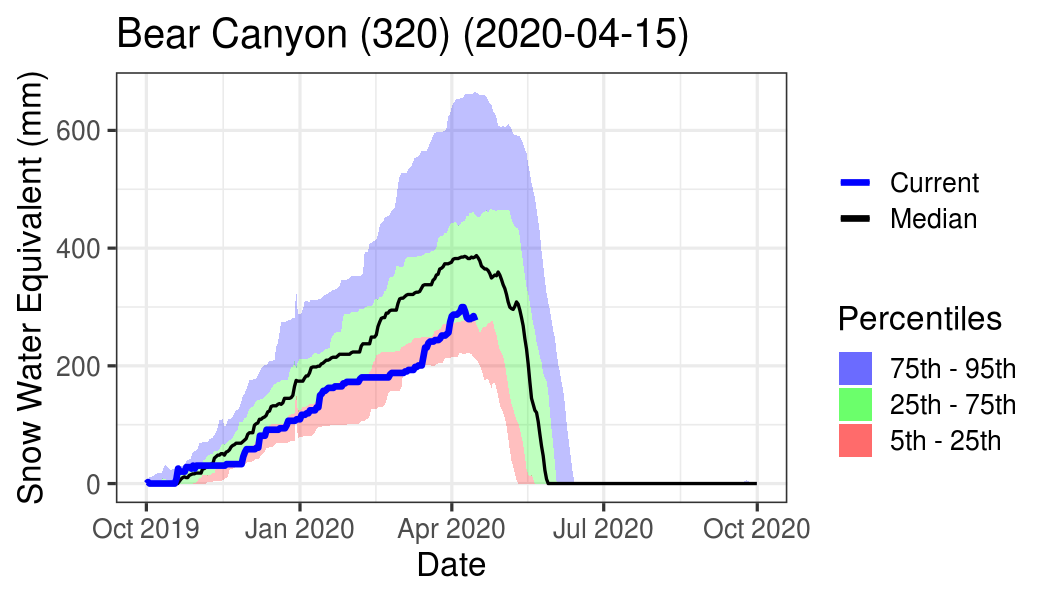 Bear Canyon (320) (2020-04-15)
Snow Water Equivalent (mm)
600
400
200
0
Oct 2019 Jan 2020 Apr 2020 Jul 2020 Oct 2020
Date
Current
Median
Percentiles
75th - 95th
25th - 75th
5th - 25th